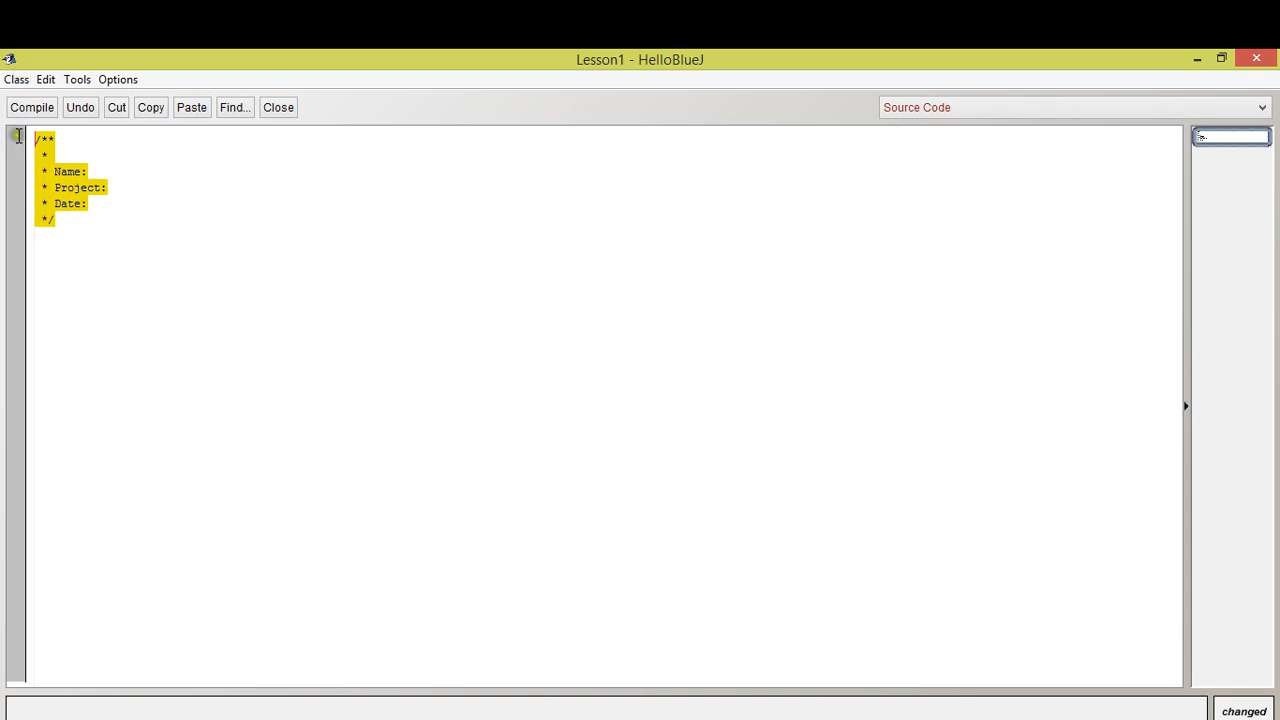 Lesson1 - HelloBlueJ
Class Edit Tools Options
Compile Undo Cut Copy Paste Find... Close Source Code
/**
*
* Name:
* Project:
* Date:
*/
changed